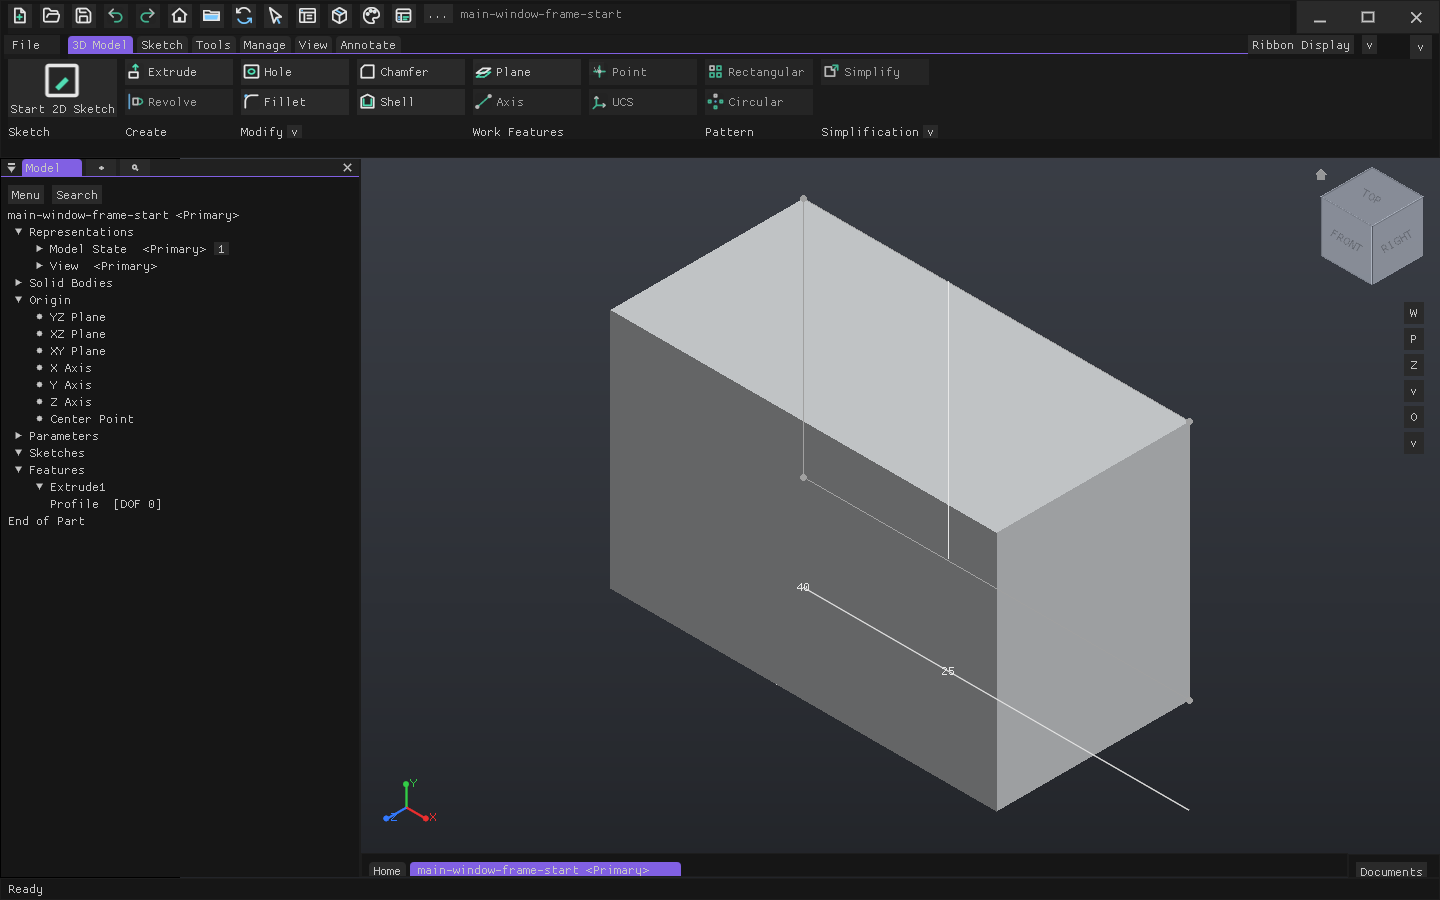 ... main-window-frame-start
File 3D Model Sketch Tools Manage View Annotate Ribbon Display v v
Start 2D Sketch Extrude Revolve Hole Fillet Chamfer Shell Plane Axis Point UCS Rectangular Circular Simplify
Sketch Create Modify v Work Features Pattern Simplification v
Model
Menu Search
main-window-frame-start <Primary>
Representations
Model State <Primary> 1
View <Primary>
Solid Bodies
Origin
YZ Plane
XZ Plane
XY Plane
X Axis
Y Axis
Z Axis
Center Point
Parameters
Sketches
Features
Extrude1
Profile [DOF 0]
End of Part
TOP
FRONT RIGHT
W
P
Z
v
O
v
40
25
Y
Z X
Home main-window-frame-start <Primary> Documents
Ready